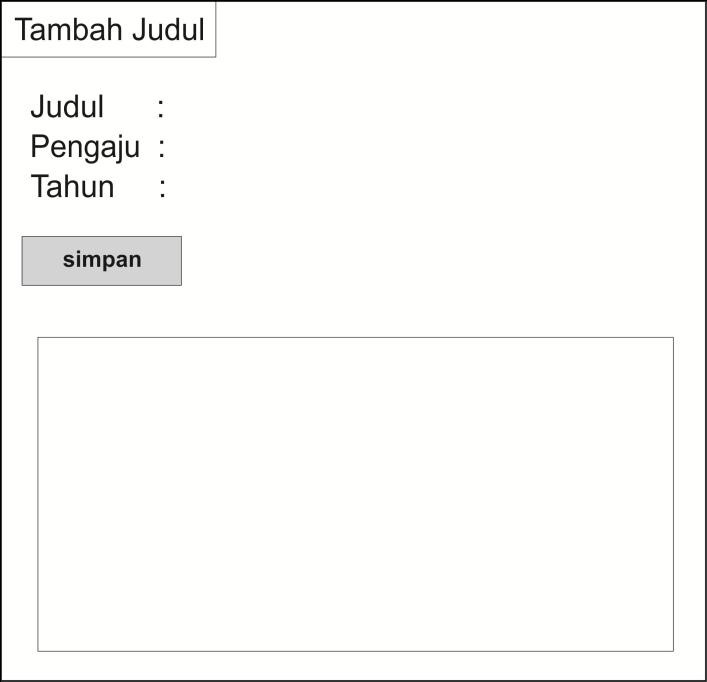 Tambah Judul
Judul :
Pengaju :
Tahun :
simpan